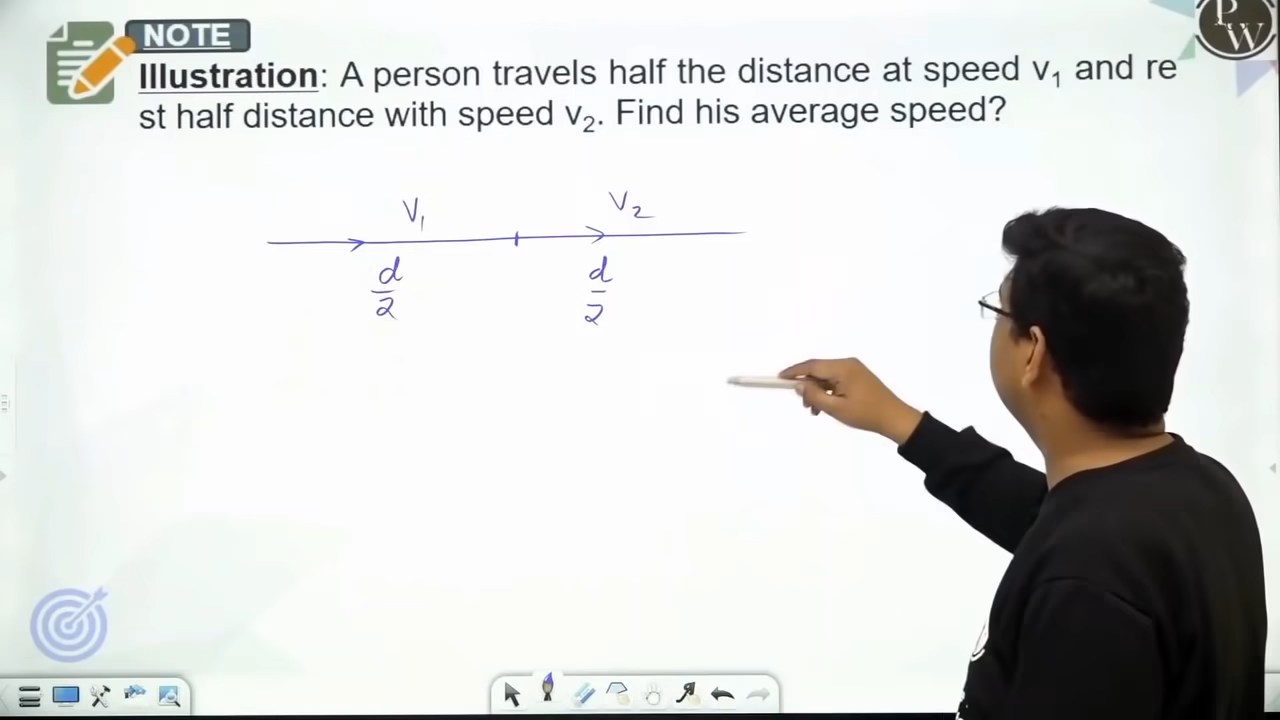 PW
NOTE
Illustration: A person travels half the distance at speed v₁ and re
st half distance with speed v₂. Find his average speed?
V₁ V₂
d/2 d/2